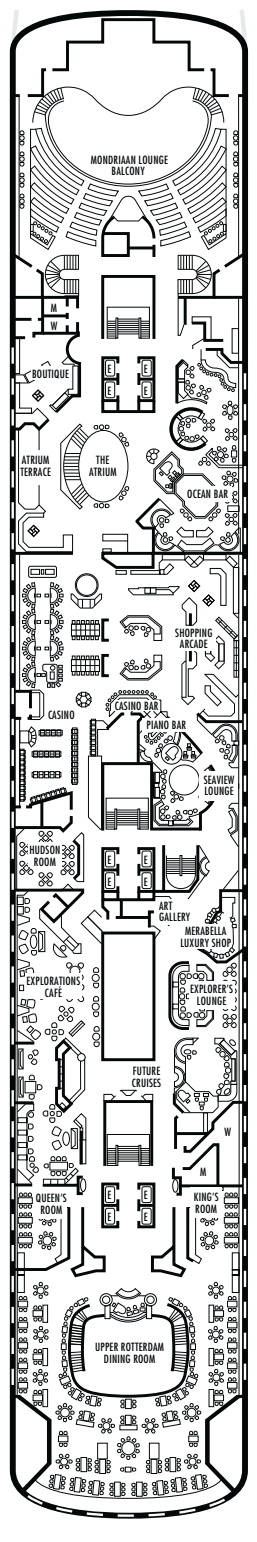 MONDRIAAN LOUNGE
BALCONY
M
W
E E
E E
BOUTIQUE
ATRIUM
TERRACE
THE
ATRIUM
OCEAN BAR
SHOPPING
ARCADE
CASINO
CASINO BAR
PIANO BAR
SEAVIEW
LOUNGE
HUDSON
ROOM
E E
E E
ART
GALLERY
MERABELLA
LUXURY SHOP
EXPLORATIONS
CAFÉ
EXPLORER'S
LOUNGE
FUTURE
CRUISES
W
M
QUEEN'S
ROOM
E E
E E
KING'S
ROOM
UPPER ROTTERDAM
DINING ROOM